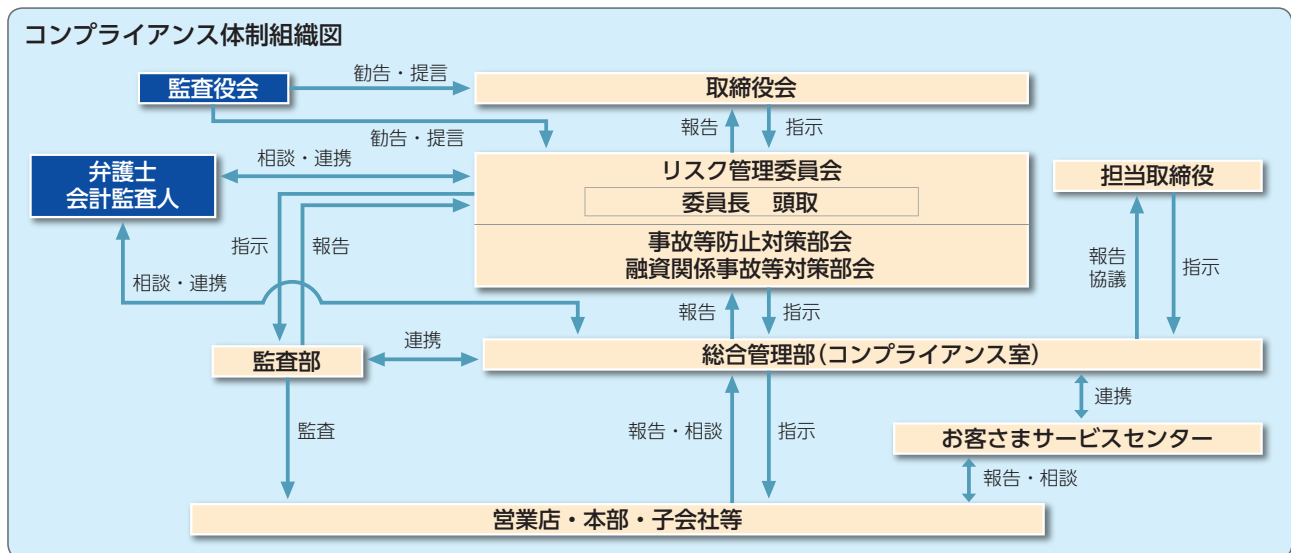 コンプライアンス体制組織図
監査役会
勧告・提言
取締役会
勧告・提言
報告
指示
弁護士
会計監査人
相談・連携
リスク管理委員会
委員長　頭取
事故等防止対策部会
融資関係事故等対策部会
担当取締役
指示
報告
相談・連携
報告
協議
指示
報告
指示
監査部
連携
総合管理部（コンプライアンス室）
監査
報告・相談
指示
連携
お客さまサービスセンター
報告・相談
営業店・本部・子会社等